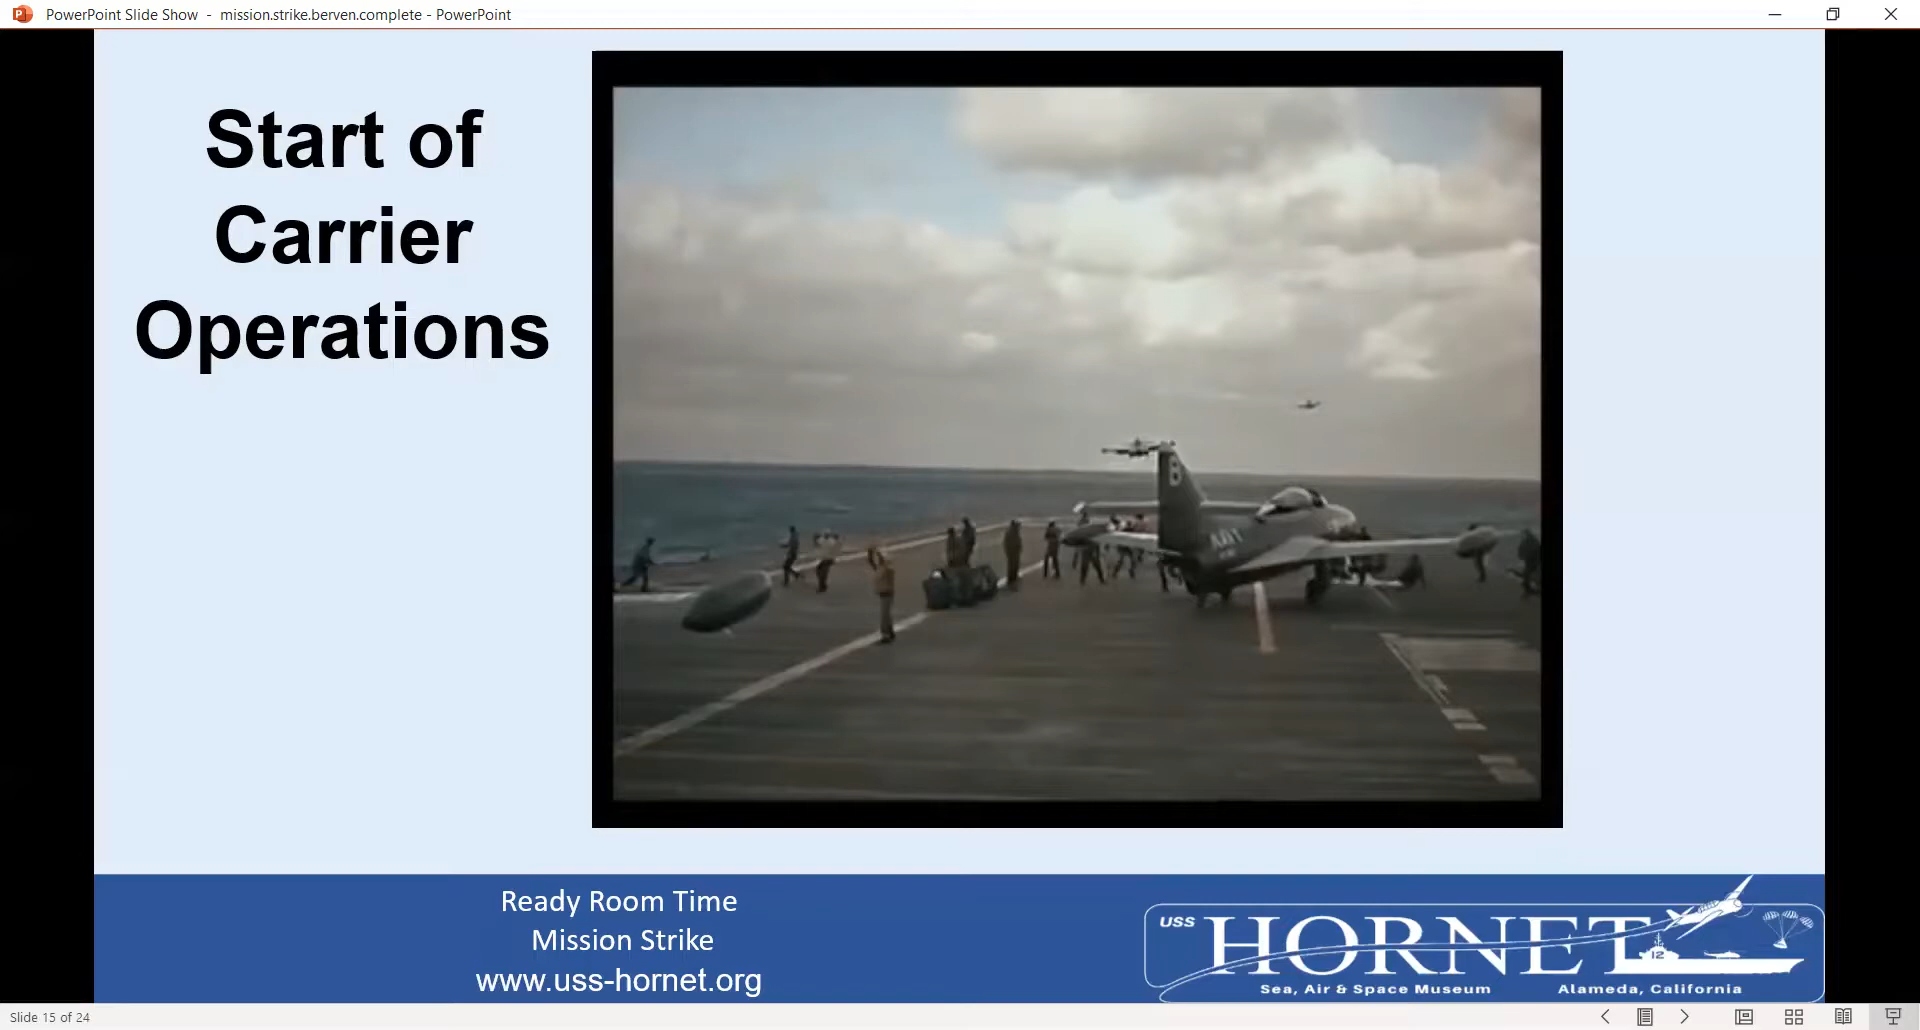 PowerPoint Slide Show - mission.strike.berven.complete - PowerPoint
Start of
Carrier
Operations
B
Ready Room Time
Mission Strike
www.uss-hornet.org
USS
HORNET
12
Sea, Air & Space Museum
Alameda, California
Slide 15 of 24